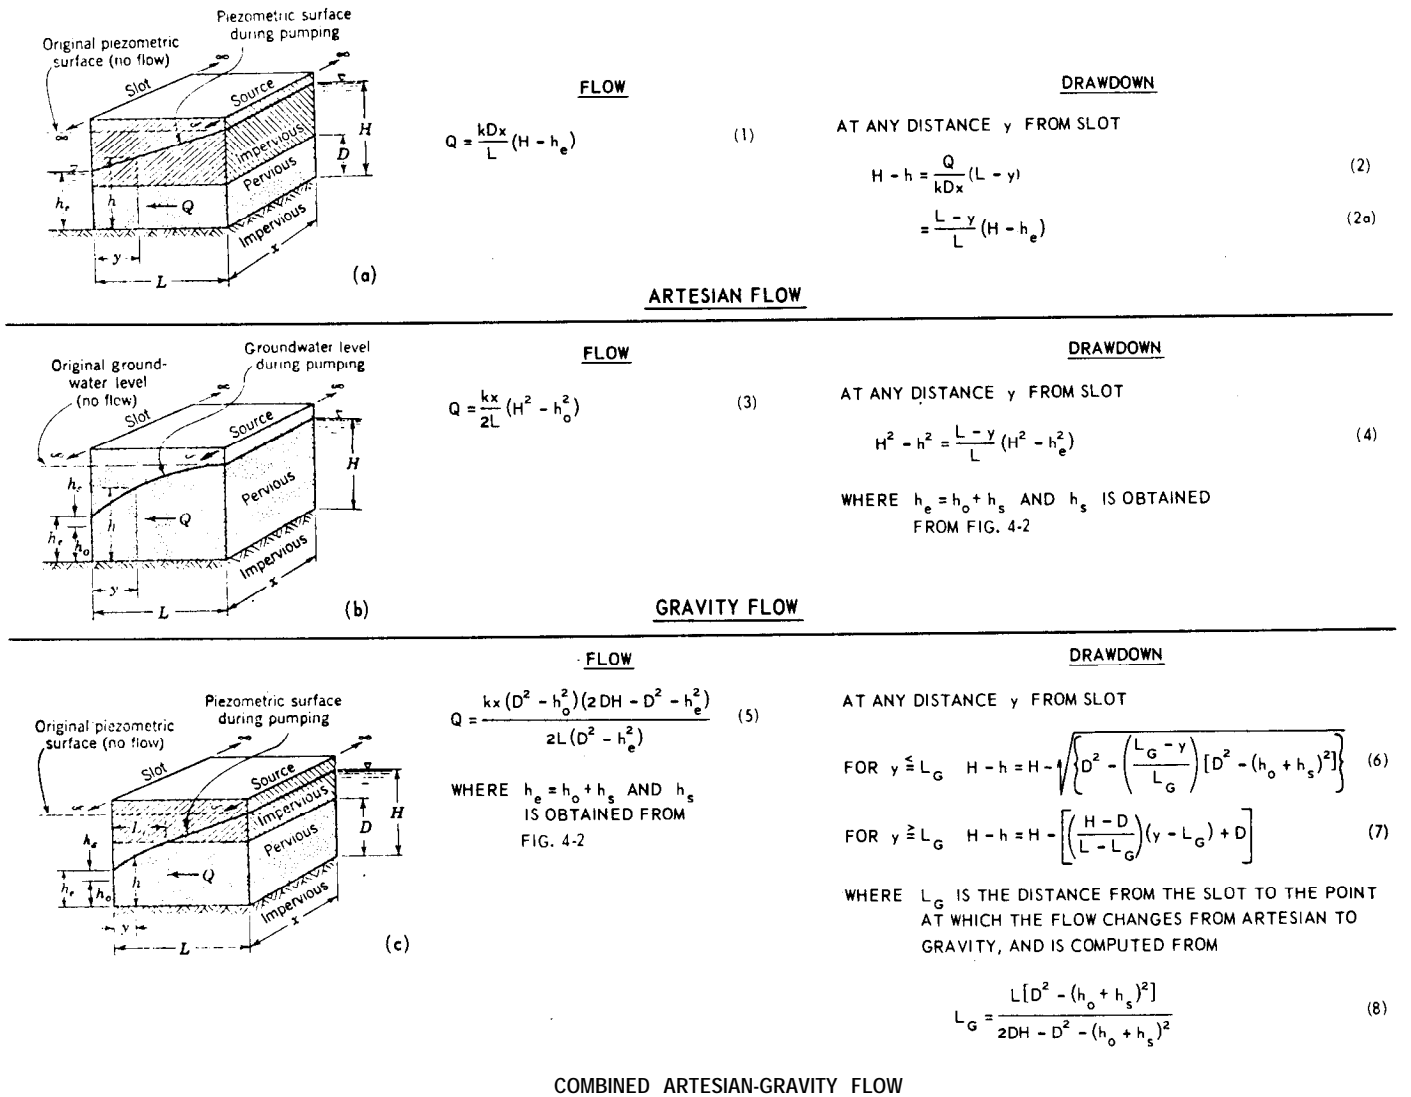 Piezometric surface
during pumping
Original piezometric
surface (no flow)
∞
∞
Slot
Source
∞
Impervious
Pervious
Impervious
H
D
h_e
h
Q
y
L
x
(a)
FLOW
Q = kDx/L (H - h_e) (1)
DRAWDOWN
AT ANY DISTANCE y FROM SLOT
H - h = Q/kDx (L - y) (2)
= L - y/L (H - h_e) (2a)
ARTESIAN FLOW
Groundwater level
during pumping
Original ground-
water level
(no flow)
∞
∞
Slot
Source
∞
Pervious
Impervious
H
h_s
h_e
h_o
h
Q
y
L
x
(b)
FLOW
Q = kx/2L (H² - h_o²) (3)
DRAWDOWN
AT ANY DISTANCE y FROM SLOT
H² - h² = L - y/L (H² - h_e²) (4)
WHERE h_e = h_o + h_s AND h_s IS OBTAINED
FROM FIG. 4-2
GRAVITY FLOW
Piezometric surface
during pumping
Original piezometric
surface (no flow)
∞
∞
Slot
Source
∞
Impervious
Pervious
Impervious
H
D
h_s
h_e
h_o
h
Q
y
L
x
(c)
FLOW
Q = kx (D² - h_o²)(2DH - D² - h_e²) / 2L(D² - h_e²) (5)
WHERE h_e = h_o + h_s AND h_s
IS OBTAINED FROM
FIG. 4-2
DRAWDOWN
AT ANY DISTANCE y FROM SLOT
FOR y ≦ L_G H - h = H - √{D² - (L_G - y/L_G) [D² - (h_o + h_s)²]} (6)
FOR y ≧ L_G H - h = H - [(H - D/L - L_G)(y - L_G) + D] (7)
WHERE L_G IS THE DISTANCE FROM THE SLOT TO THE POINT
AT WHICH THE FLOW CHANGES FROM ARTESIAN TO
GRAVITY, AND IS COMPUTED FROM
L_G = L[D² - (h_o + h_s)²] / 2DH - D² - (h_o + h_s)² (8)
COMBINED ARTESIAN-GRAVITY FLOW